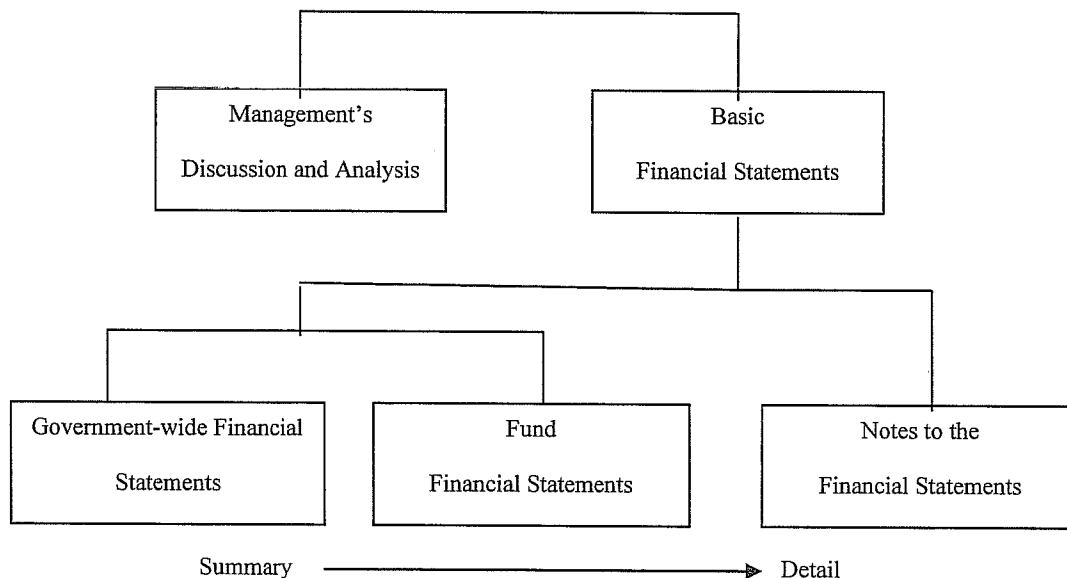 Management's
Discussion and Analysis
Basic
Financial Statements
Government-wide Financial
Statements
Fund
Financial Statements
Notes to the
Financial Statements
Summary
Detail